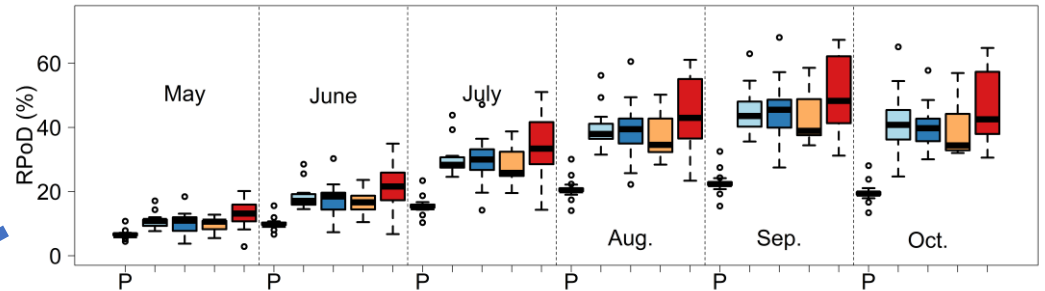 RPoD (%)
60
40
20
0
May
June
July
Aug.
Sep.
Oct.
P P P P P P